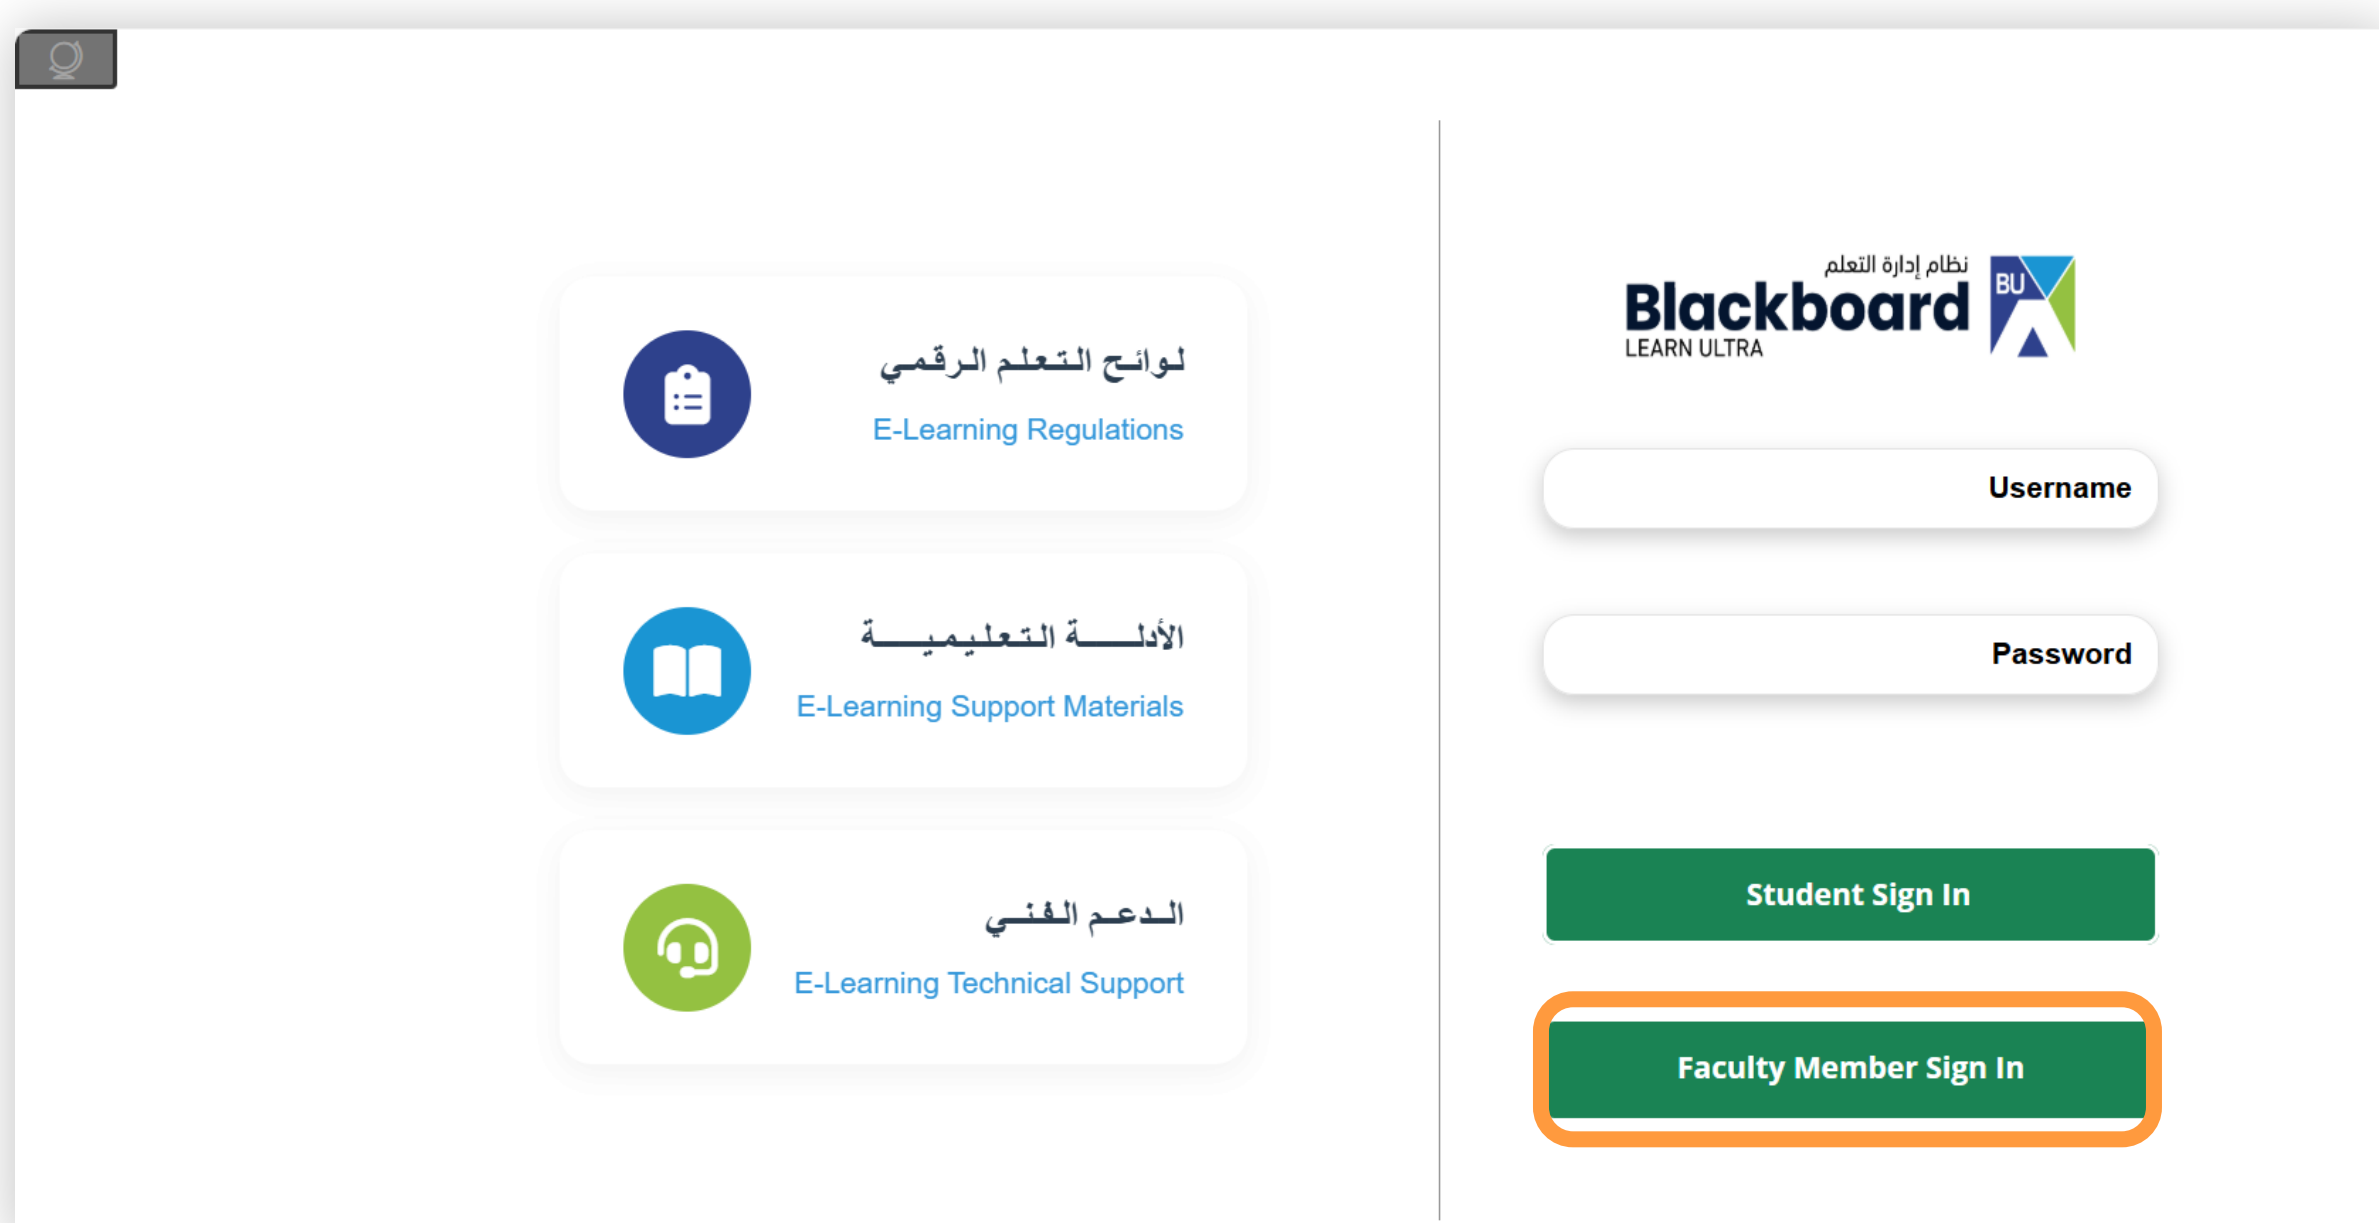 نظام إدارة التعلم
BU
Blackboard
LEARN ULTRA
Username
Password
Student Sign In
Faculty Member Sign In
لوائح التعلم الرقمي
E-Learning Regulations
الأدلة التعليمية
E-Learning Support Materials
الدعم الفني
E-Learning Technical Support